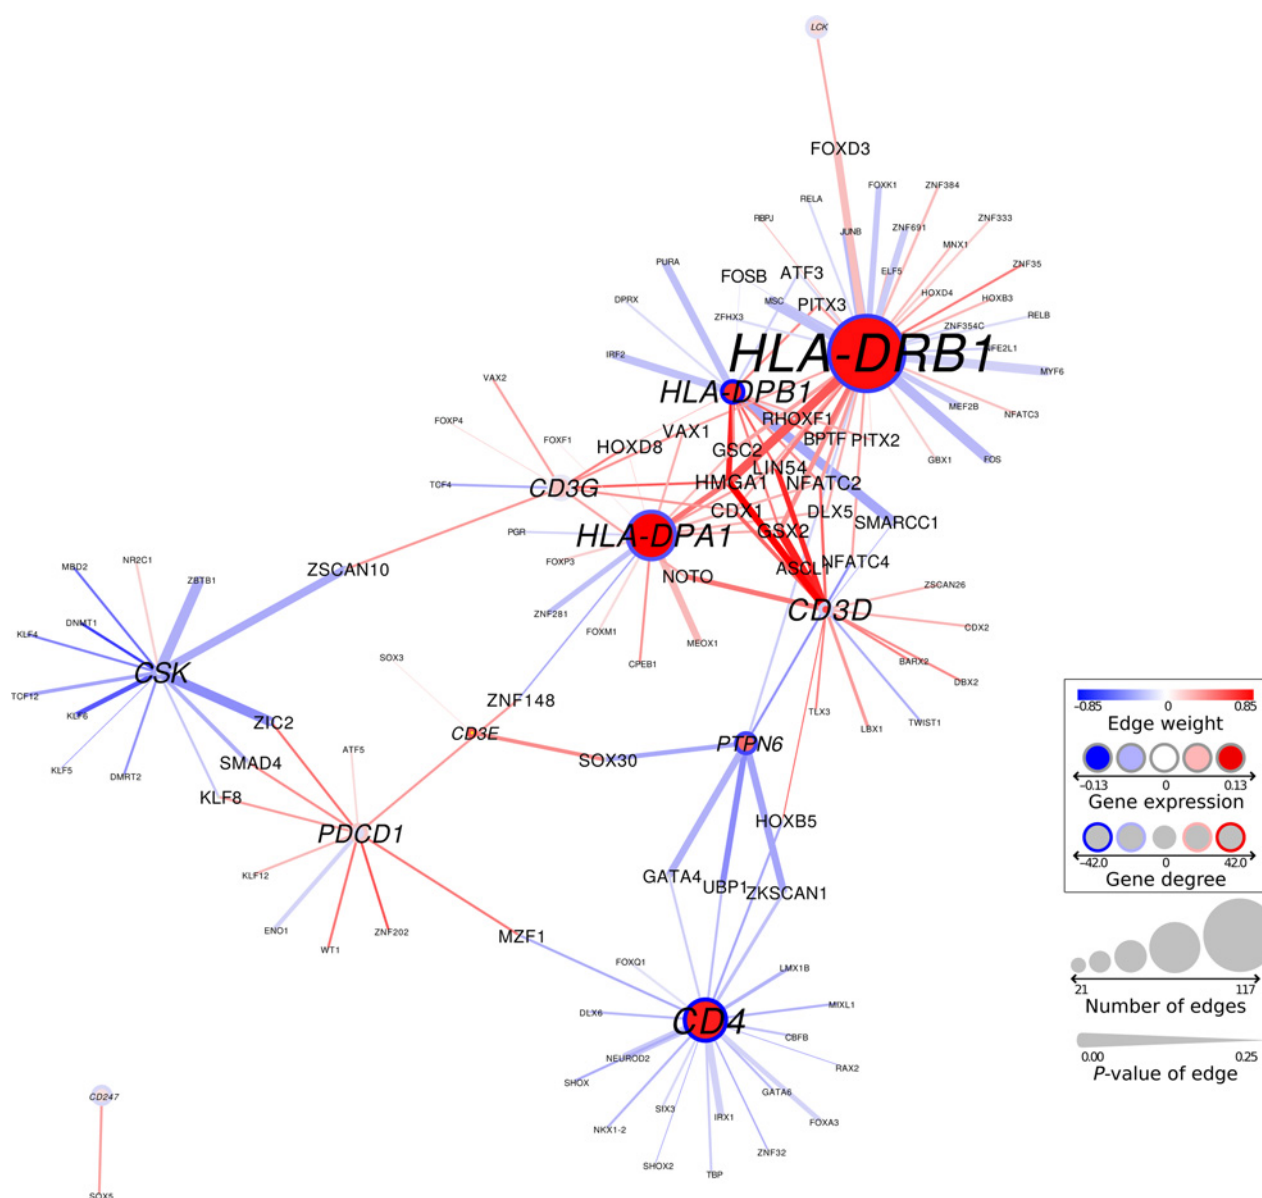 LCK
FOXD3
FOXK1
ZNF384
RELA
RBPJ
JUNB
ZNF691
ZNF333
MNX1
PURA
FOSB
ATF3
ELF5
ZNF35
DPRX
MSC
PITX3
HOXD4
HOXB3
ZFHX3
ZNF354C
RELB
IRF2
HLA-DRB1
NFE2L1
MYF6
VAX2
HLA-DPB1
MEF2B
NFATC3
FOXP4
RHOXF1
FOXF1
HOXD8
VAX1
GSC2
BPTF
PITX2
GBX1
FOS
LIN54
TCF4
CD3G
HMGA1
NFATC2
CDX1
DLX5
SMARCC1
PGR
HLA-DPA1
GSX2
NR2C1
MBD2
ZBTB1
ZSCAN10
FOXP3
NOTO
ASCL1
NFATC4
ZSCAN26
DNMT1
ZNF281
CD3D
CDX2
KLF4
FOXM1
MEOX1
CPEB1
BARX2
CSK
SOX3
DBX2
TCF12
KLF6
ZIC2
ZNF148
TLX3
LBX1
TWIST1
CD3E
PTPN6
ATF5
KLF5
DMRT2
SMAD4
SOX30
KLF8
PDCD1
HOXB5
KLF12
GATA4
UBP1
ZKSCAN1
ENO1
WT1
ZNF202
MZF1
FOXQ1
LMX1B
DLX6
CD4
MIXL1
CBFB
NEUROD2
RAX2
SHOX
GATA6
CD247
SIX3
IRX1
FOXA3
NKX1-2
ZNF32
SHOX2
TBP
SOX5
-0.85 0 0.85
Edge weight
-0.13 0 0.13
Gene expression
-42.0 0 42.0
Gene degree
21 117
Number of edges
0.00 0.25
P-value of edge